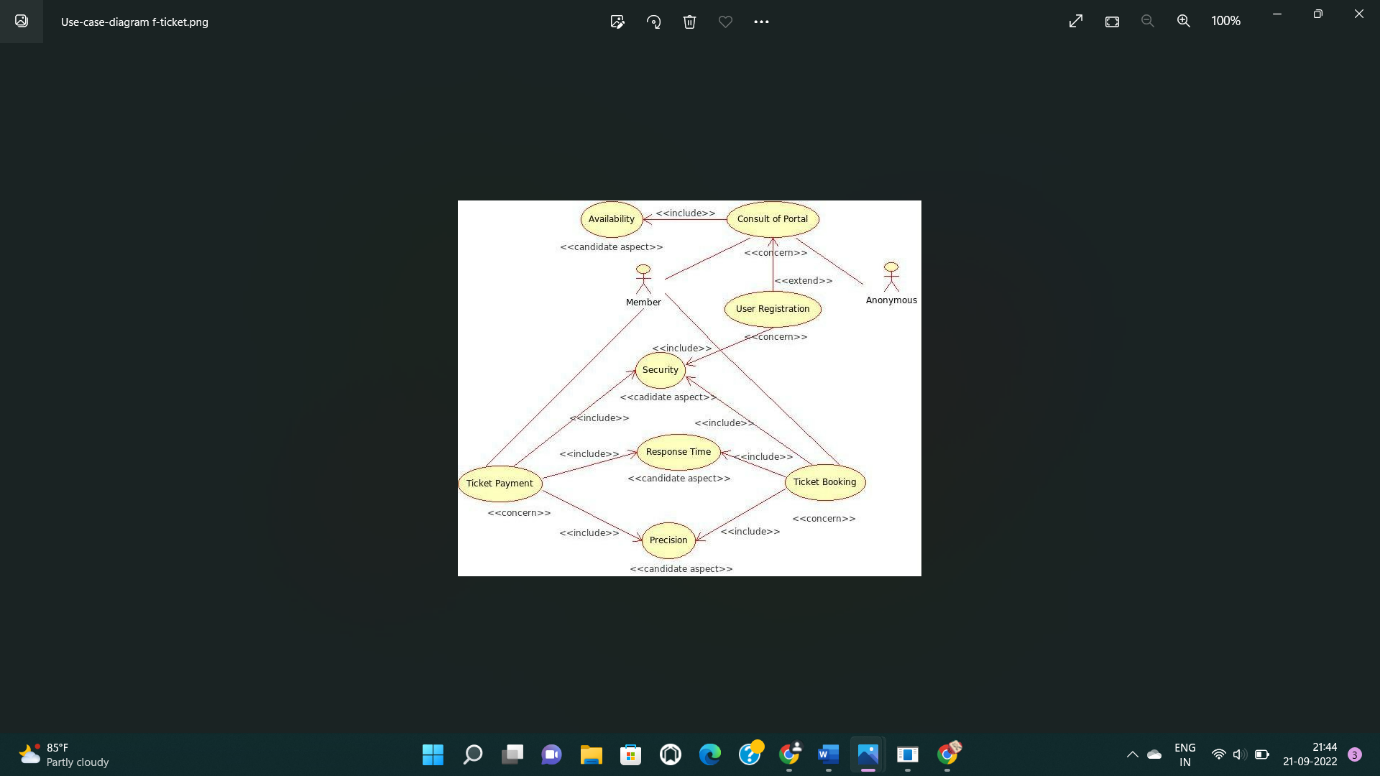 Use-case-diagram f-ticket.png
100%
Availability
<<include>>
Consult of Portal
<<candidate aspect>>
<<concern>>
<<extend>>
Member
Anonymous
User Registration
<<concern>>
<<include>>
Security
<<cadidate aspect>>
<<include>>
<<include>>
<<include>>
Response Time
<<include>>
<<candidate aspect>>
Ticket Payment
Ticket Booking
<<concern>>
<<concern>>
<<include>>
<<include>>
Precision
<<candidate aspect>>
85°F
Partly cloudy
ENG
IN
21:44
21-09-2022
3